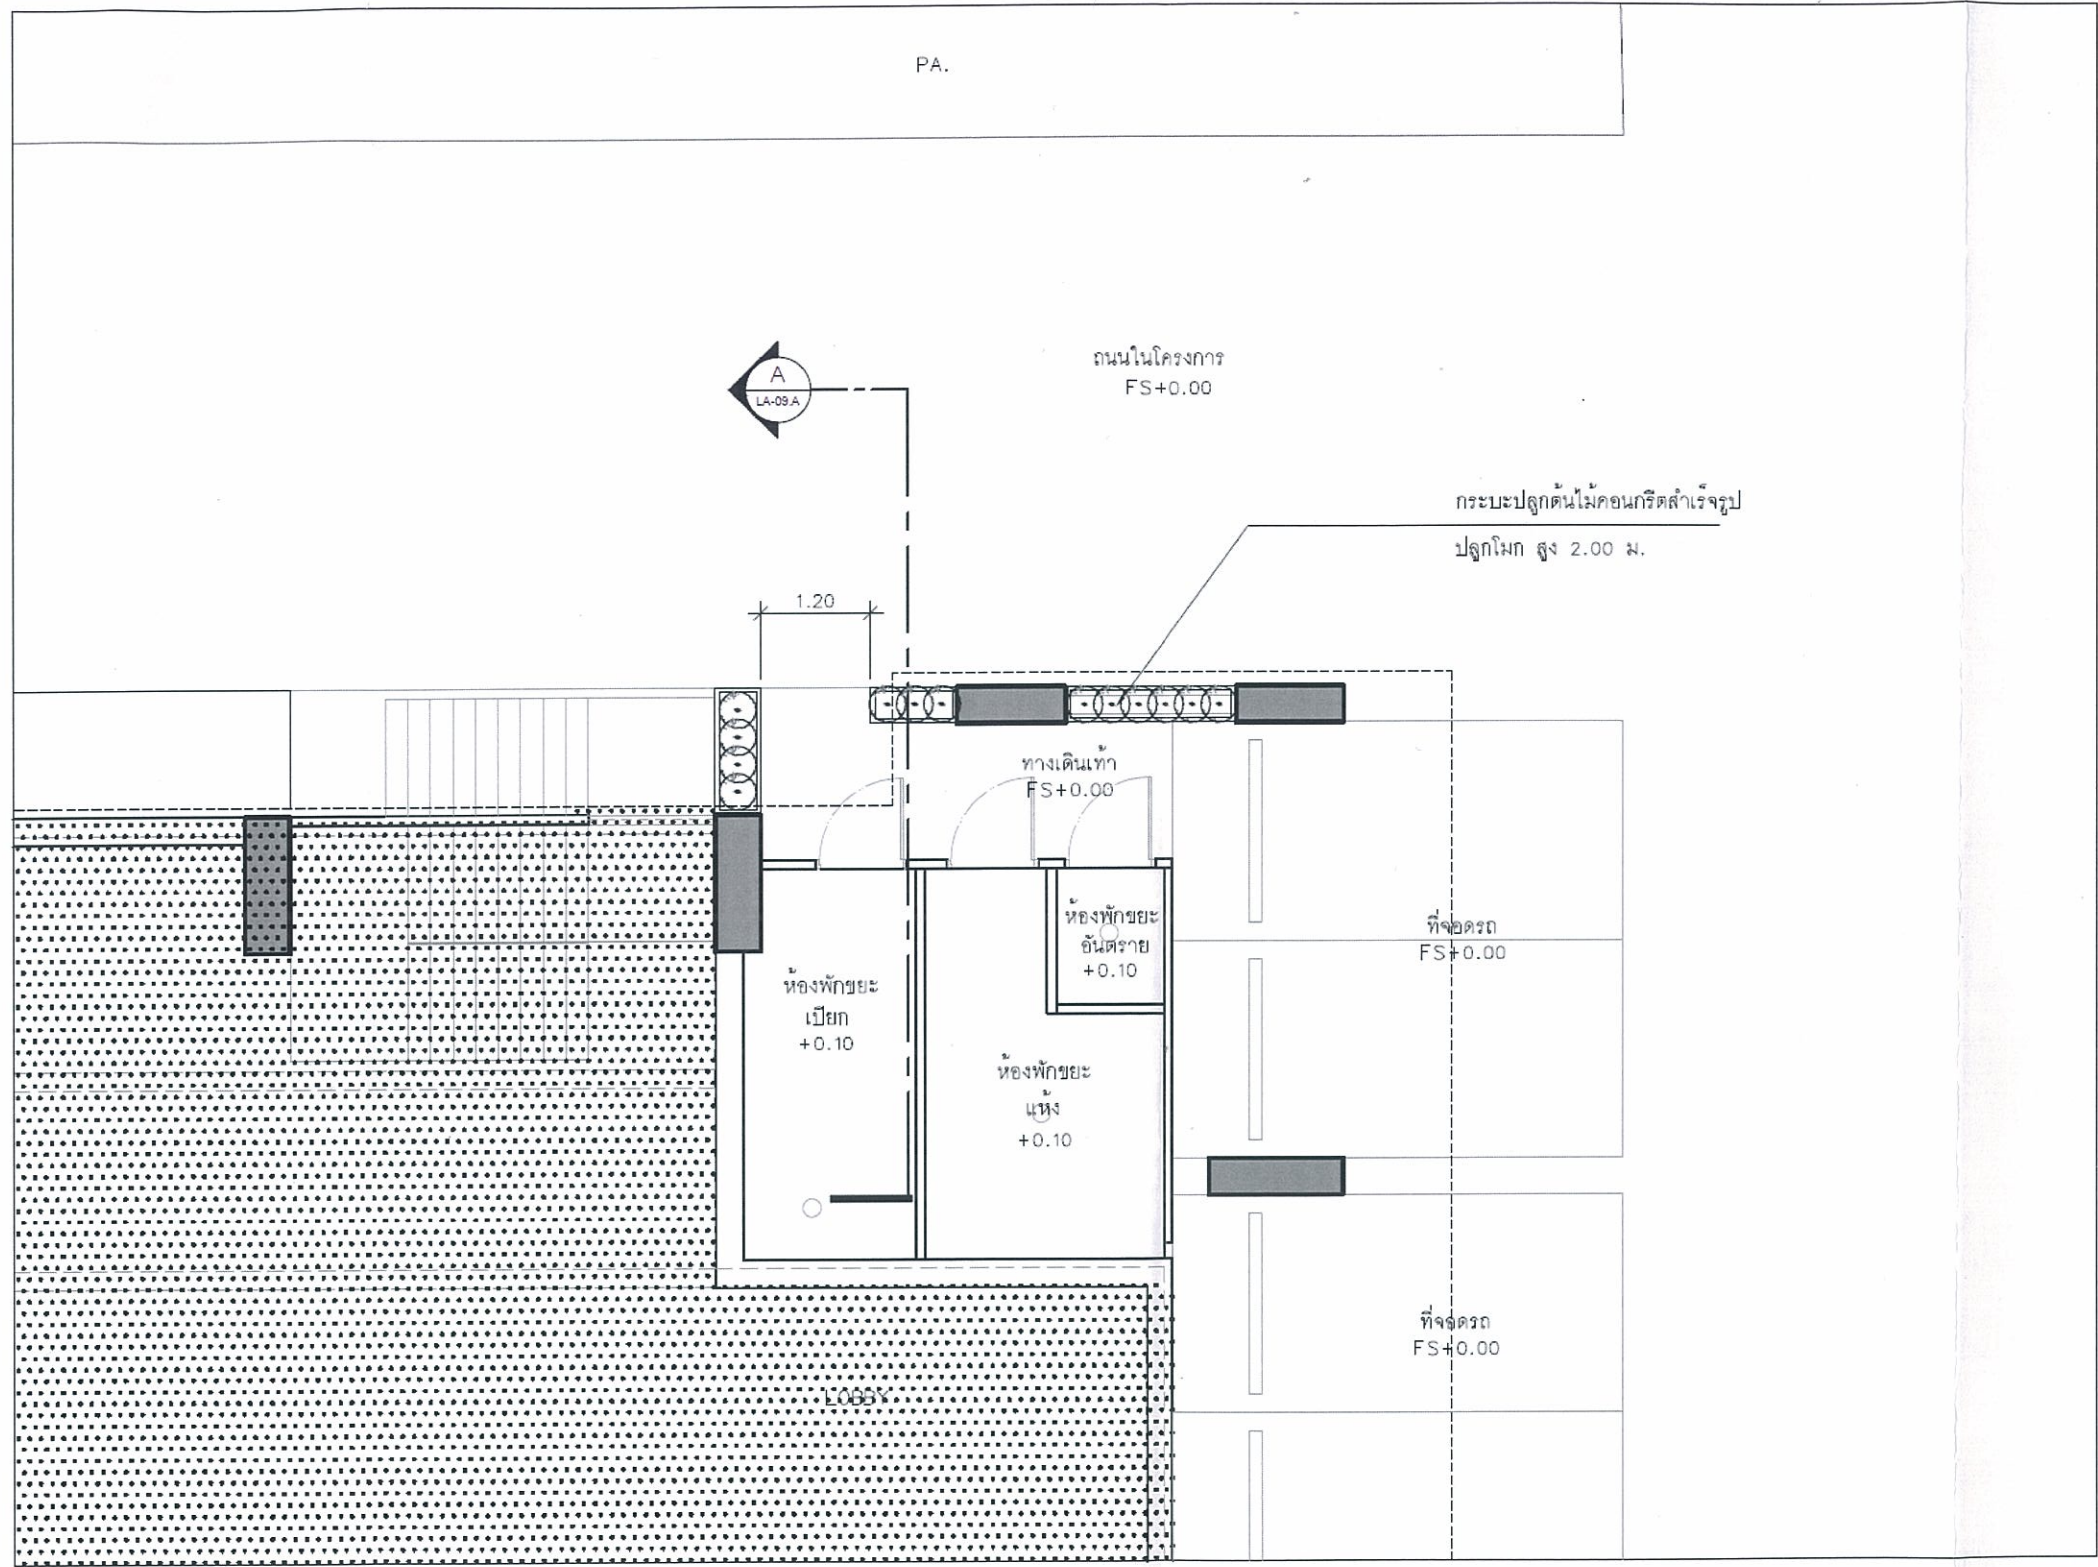 PA.
A
LA-09.A
ถนนในโครงการ
FS+0.00
กระบะปลูกต้นไม้คอนกรีตสำเร็จรูป
ปลูกโมก สูง 2.00 ม.
1.20
ทางเดินเท้า
FS+0.00
ห้องพักขยะ
อันตราย
+0.10
ที่จอดรถ
FS+0.00
ห้องพักขยะ
เปียก
+0.10
ห้องพักขยะ
แห้ง
+0.10
ที่จอดรถ
FS+0.00
LOBBY